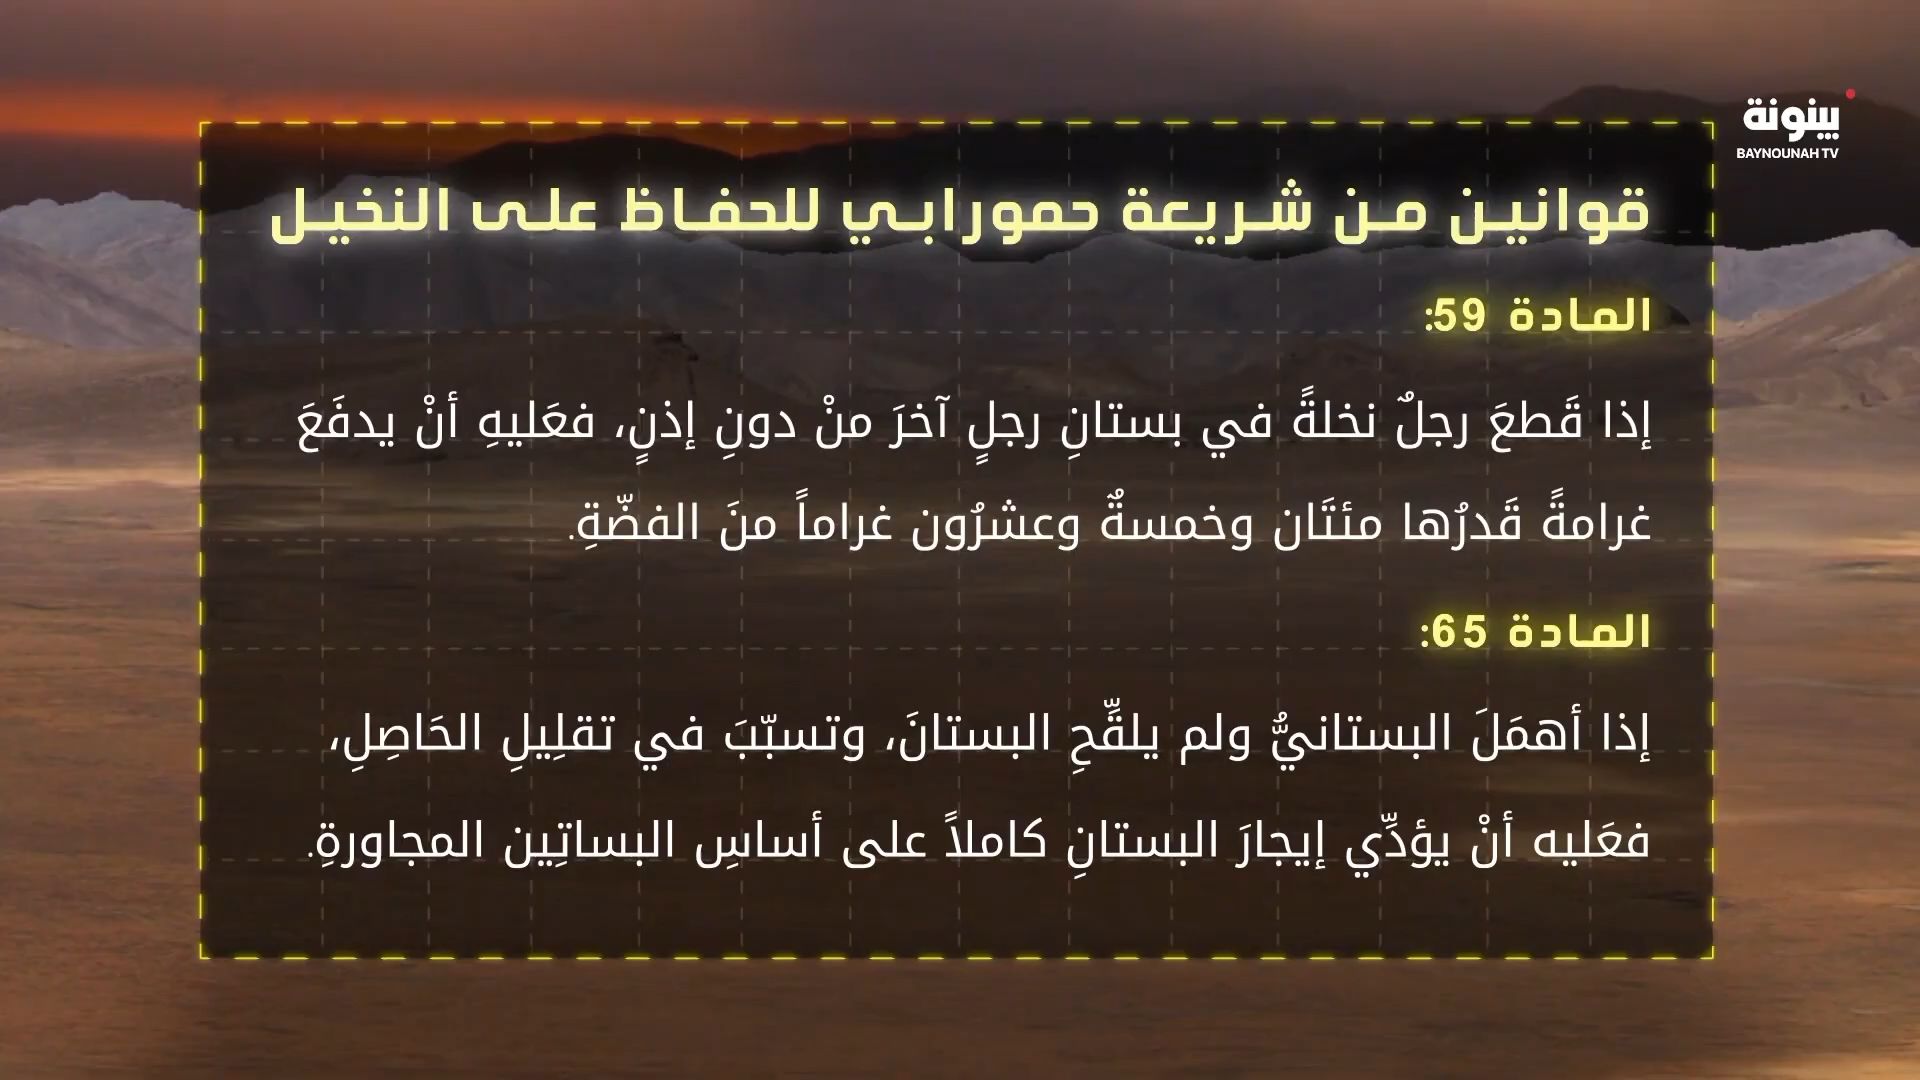 بينونة
BAYNOUNAH TV
قوانين من شريعة حمورابي للحفاظ على النخيل
المادة 59:
إذا قَطعَ رجلٌ نخلةً في بستانِ رجلٍ آخرَ منْ دونِ إذنٍ، فعَليهِ أنْ يدفَعَ
غرامةً قَدرُها مئتَان وخمسةٌ وعشرُون غراماً منَ الفضّةِ.
المادة 65:
إذا أهمَلَ البستانيُّ ولم يلقِّحِ البستانَ، وتسبّبَ في تقلِيلِ الحَاصِلِ،
فعَليه أنْ يؤدِّي إيجارَ البستانِ كاملاً على أساسِ البساتِين المجاورةِ.